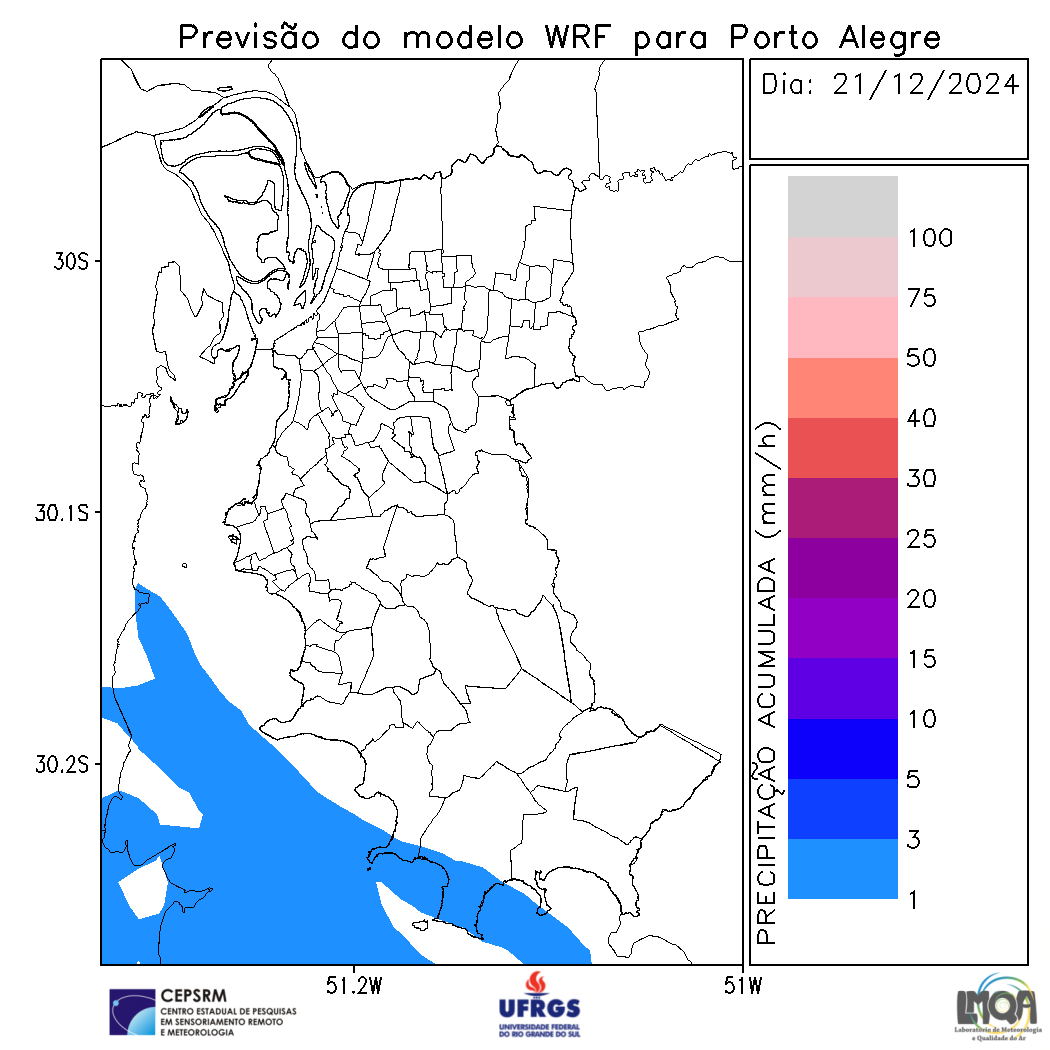 Previsão do modelo WRF para Porto Alegre
Dia: 21/12/2024
100
75
50
40
30
25
20
15
10
5
3
1
PRECIPITAÇÃO ACUMULADA (mm/h)
30S
30.1S
30.2S
51.2W
51W
CEPSRM
CENTRO ESTADUAL DE PESQUISAS
EM SENSORIAMENTO REMOTO
E METEOROLOGIA
UFRGS
UNIVERSIDADE FEDERAL
DO RIO GRANDE DO SUL
LMQA
Laboratório de Meteorologia
e Qualidade do Ar